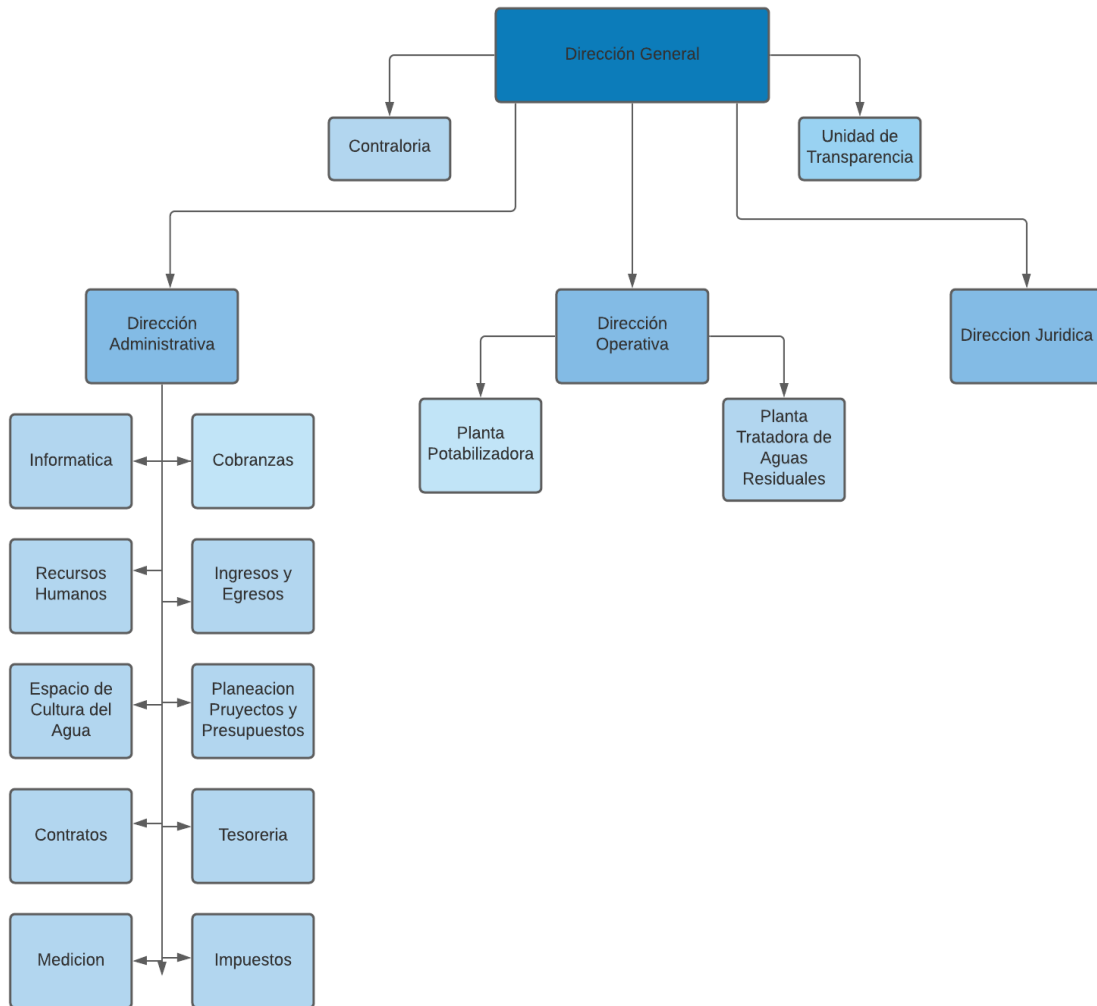 Dirección General
Contraloria
Unidad de
Transparencia
Dirección
Administrativa
Dirección
Operativa
Direccion Juridica
Planta
Potabilizadora
Planta
Tratadora de
Aguas
Residuales
Informatica
Cobranzas
Recursos
Humanos
Ingresos y
Egresos
Espacio de
Cultura del
Agua
Planeacion
Pruyectos y
Presupuestos
Contratos
Tesoreria
Medicion
Impuestos